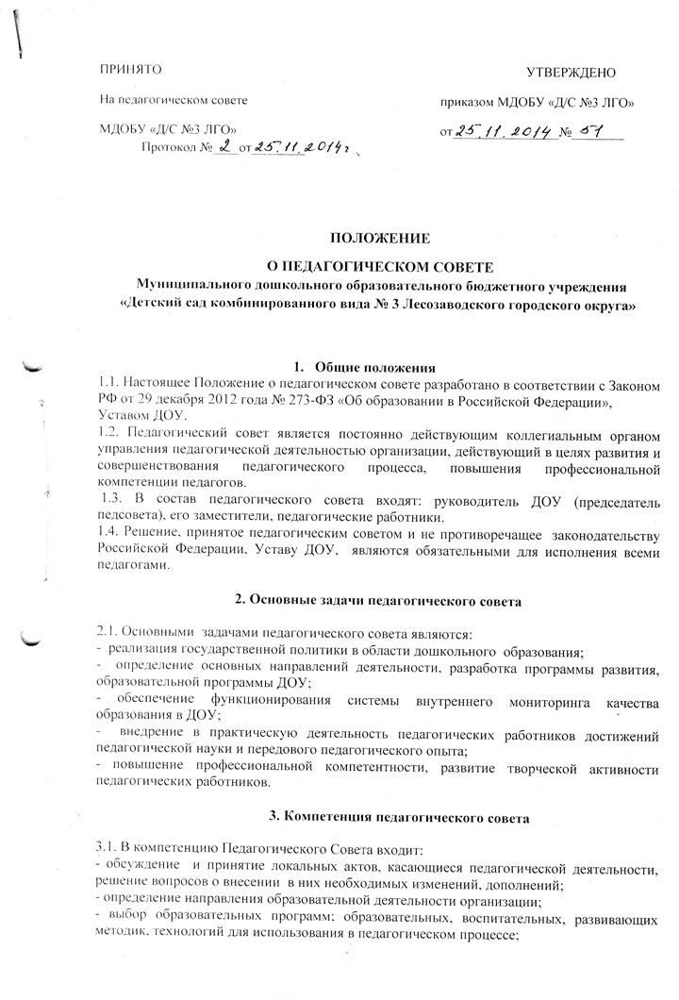 ПРИНЯТО
УТВЕРЖДЕНО
На педагогическом совете
приказом МДОБУ «Д/С №3 ЛГО»
МДОБУ «Д/С №3 ЛГО»
от 25.11.2014 № 51
Протокол № 2 от 25.11.2014г
ПОЛОЖЕНИЕ
О ПЕДАГОГИЧЕСКОМ СОВЕТЕ
Муниципального дошкольного образовательного бюджетного учреждения
«Детский сад комбинированного вида № 3 Лесозаводского городского округа»
1. Общие положения
1.1. Настоящее Положение о педагогическом совете разработано в соответствии с Законом
РФ от 29 декабря 2012 года № 273-ФЗ «Об образовании в Российской Федерации»,
Уставом ДОУ.
1.2. Педагогический совет является постоянно действующим коллегиальным органом
управления педагогической деятельностью организации, действующий в целях развития и
совершенствования педагогического процесса, повышения профессиональной
компетенции педагогов.
1.3. В состав педагогического совета входят: руководитель ДОУ (председатель
педсовета), его заместители, педагогические работники.
1.4. Решение, принятое педагогическим советом и не противоречащее законодательству
Российской Федерации, Уставу ДОУ, являются обязательными для исполнения всеми
педагогами.
2. Основные задачи педагогического совета
2.1. Основными задачами педагогического совета являются:
- реализация государственной политики в области дошкольного образования;
- определение основных направлений деятельности, разработка программы развития,
образовательной программы ДОУ;
- обеспечение функционирования системы внутреннего мониторинга качества
образования в ДОУ;
- внедрение в практическую деятельность педагогических работников достижений
педагогической науки и передового педагогического опыта;
- повышение профессиональной компетентности, развитие творческой активности
педагогических работников.
3. Компетенция педагогического совета
3.1. В компетенцию Педагогического Совета входит:
- обсуждение и принятие локальных актов, касающиеся педагогической деятельности,
решение вопросов о внесении в них необходимых изменений, дополнений;
- определение направления образовательной деятельности организации;
- выбор образовательных программ; образовательных, воспитательных, развивающих
методик, технологий для использования в педагогическом процессе;